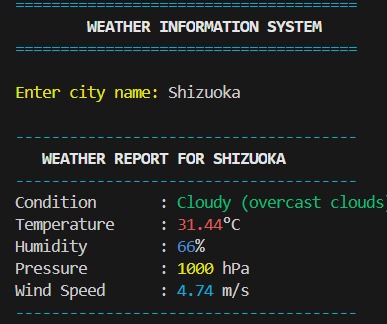 ======================================
WEATHER INFORMATION SYSTEM
======================================
Enter city name: Shizuoka
--------------------------------------
WEATHER REPORT FOR SHIZUOKA
--------------------------------------
Condition : Cloudy (overcast clouds)
Temperature : 31.44°C
Humidity : 66%
Pressure : 1000 hPa
Wind Speed : 4.74 m/s
--------------------------------------